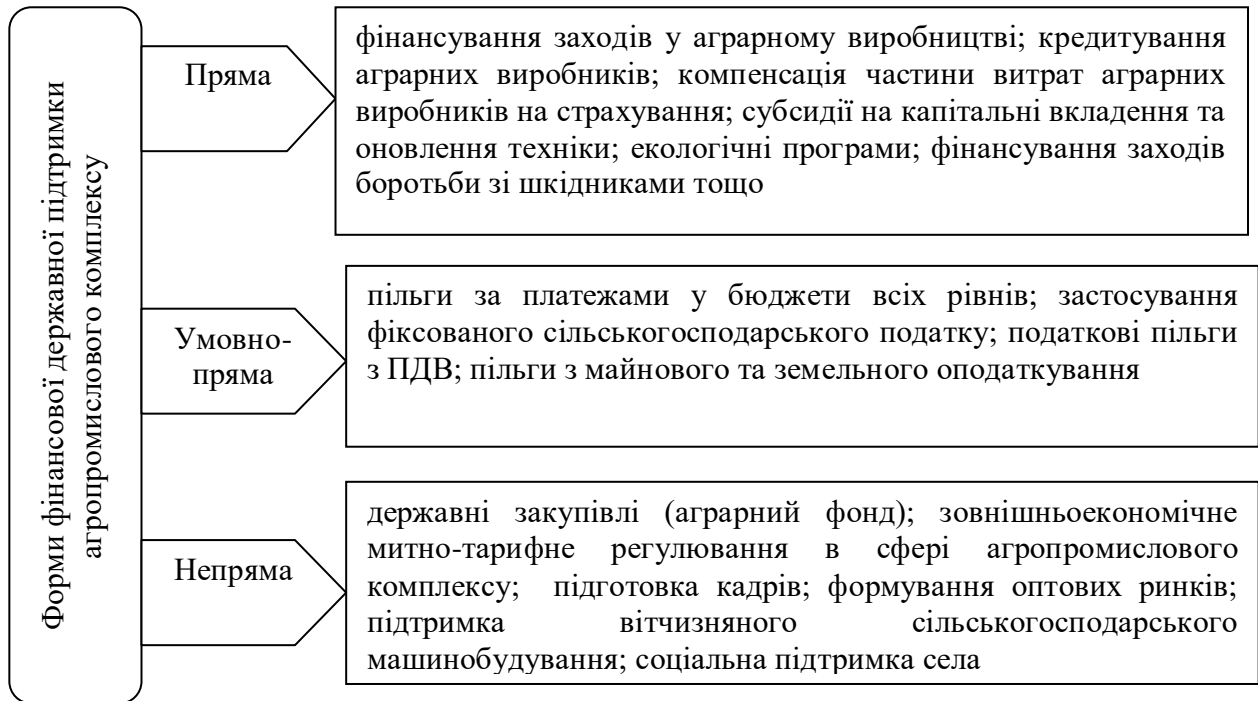 Форми фінансової державної підтримки
агропромислового комплексу
Пряма
фінансування заходів у аграрному виробництві; кредитування
аграрних виробників; компенсація частини витрат аграрних
виробників на страхування; субсидії на капітальні вкладення та
оновлення техніки; екологічні програми; фінансування заходів
боротьби зі шкідниками тощо
Умовно-
пряма
пільги за платежами у бюджети всіх рівнів; застосування
фіксованого сільськогосподарського податку; податкові пільги
з ПДВ; пільги з майнового та земельного оподаткування
Непряма
державні закупівлі (аграрний фонд); зовнішньоекономічне
митно-тарифне регулювання в сфері агропромислового
комплексу; підготовка кадрів; формування оптових ринків;
підтримка вітчизняного сільськогосподарського
машинобудування; соціальна підтримка села